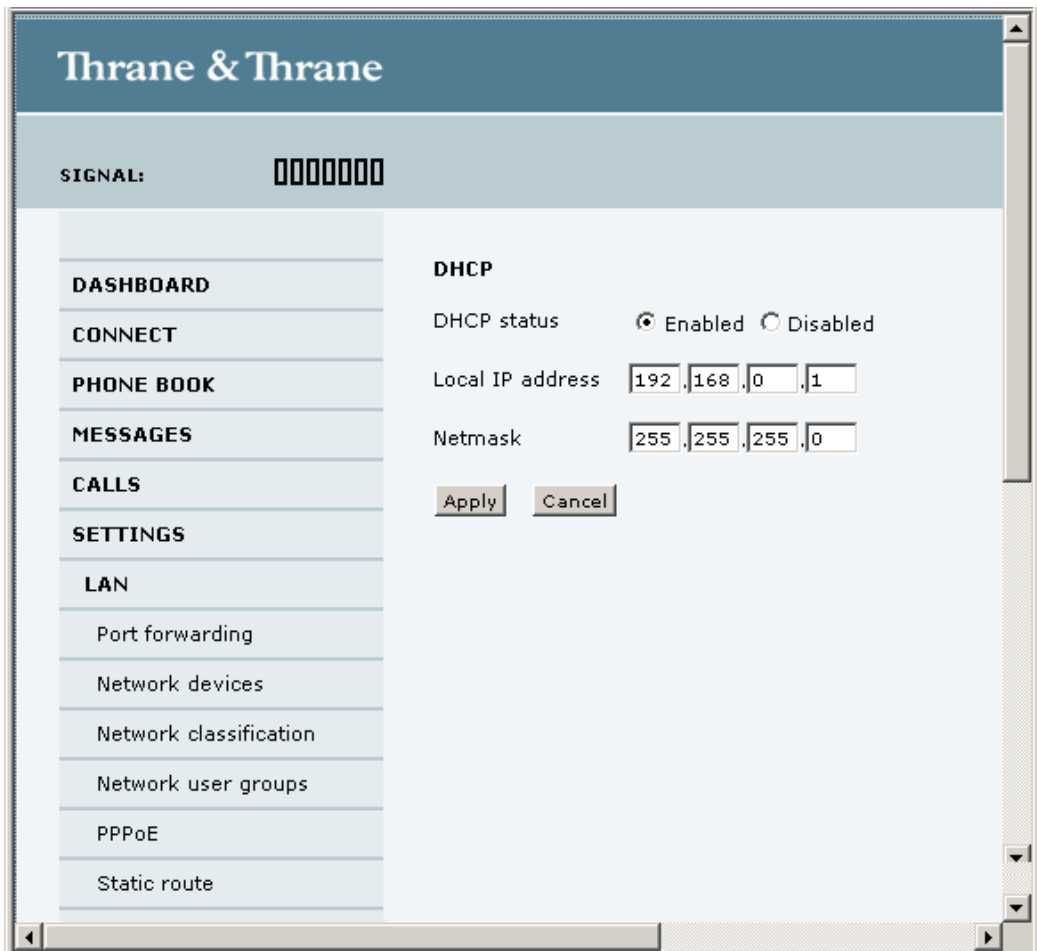 Thrane & Thrane
SIGNAL:
DASHBOARD
CONNECT
PHONE BOOK
MESSAGES
CALLS
SETTINGS
LAN
Port forwarding
Network devices
Network classification
Network user groups
PPPoE
Static route
DHCP
DHCP status Enabled Disabled
Local IP address 192 .168 .0 .1
Netmask 255 .255 .255 .0
Apply Cancel